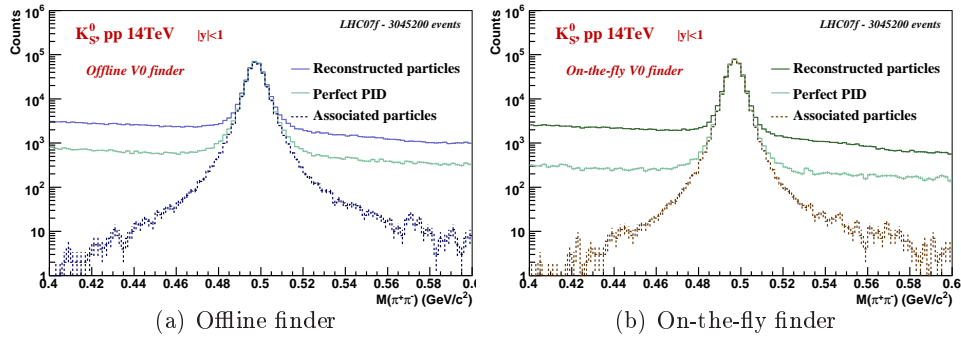 LHC07f - 3045200 events
K⁰_S, pp 14TeV |y|<1
Offline V0 finder
Reconstructed particles
Perfect PID
Associated particles
Counts
10⁶
10⁵
10⁴
10³
10²
10
1
0.4 0.42 0.44 0.46 0.48 0.5 0.52 0.54 0.56 0.58 0.6
M(π⁺π⁻) (GeV/c²)
(a) Offline finder
LHC07f - 3045200 events
K⁰_S, pp 14TeV |y|<1
On-the-fly V0 finder
Reconstructed particles
Perfect PID
Associated particles
Counts
10⁶
10⁵
10⁴
10³
10²
10
1
0.4 0.42 0.44 0.46 0.48 0.5 0.52 0.54 0.56 0.58 0.6
M(π⁺π⁻) (GeV/c²)
(b) On-the-fly finder